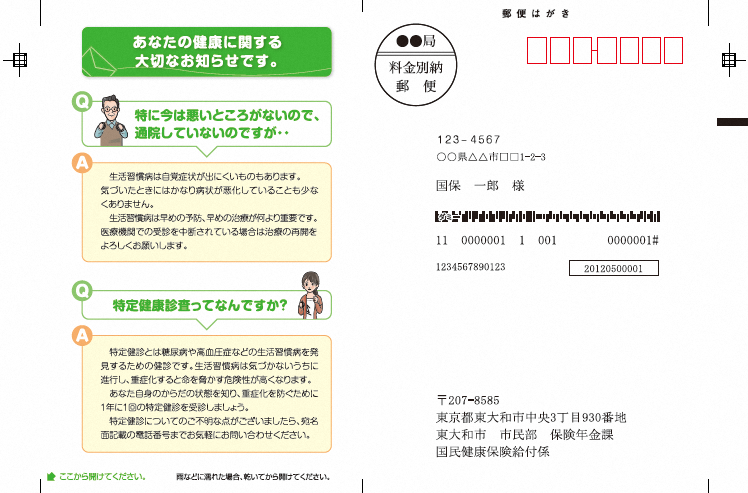 あなたの健康に関する
大切なお知らせです。
Q
特に今は悪いところがないので、
通院していないのですが‥
A
生活習慣病は自覚症状が出にくいものもあります。
気づいたときにはかなり病状が悪化していることも少な
くありません。
生活習慣病は早めの予防、早めの治療が何より重要です。
医療機関での受診を中断されている場合は治療の再開を
よろしくお願いします。
Q
特定健康診査ってなんですか?
A
特定健診とは糖尿病や高血圧症などの生活習慣病を発
見するための健診です。生活習慣病は気づかないうちに
進行し、重症化すると命を脅かす危険性が高くなります。
あなた自身のからだの状態を知り、重症化を防ぐために
1年に1回の特定健診を受診しましょう。
特定健診についてのご不明な点がございましたら、宛名
面記載の電話番号までお気軽にお問い合わせください。
ここから開けてください。
雨などに濡れた場合、乾いてから開けてください。
郵便はがき
●●局
料金別納
郵 便
123-4567
○○県△△市□□1-2-3
国保 一郎 様
11 0000001 1 001 0000001#
1234567890123
20120500001
〒207-8585
東京都東大和市中央3丁目930番地
東大和市 市民部 保険年金課
国民健康保険給付係